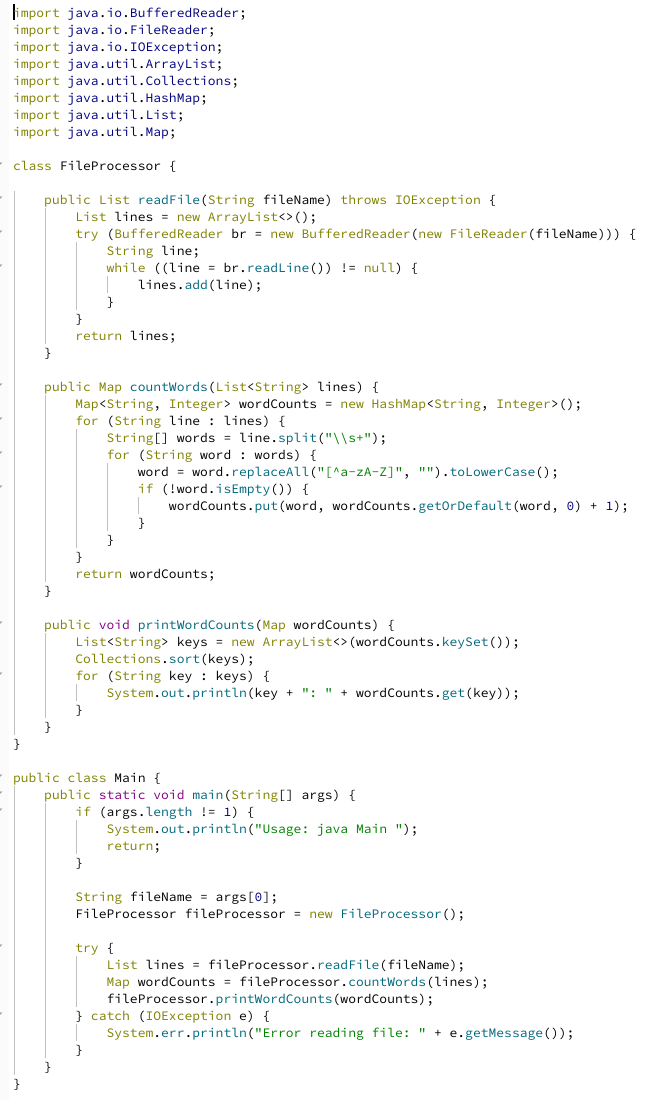 import java.io.BufferedReader;
import java.io.FileReader;
import java.io.IOException;
import java.util.ArrayList;
import java.util.Collections;
import java.util.HashMap;
import java.util.List;
import java.util.Map;

class FileProcessor {

    public List readFile(String fileName) throws IOException {
        List lines = new ArrayList<>();
        try (BufferedReader br = new BufferedReader(new FileReader(fileName))) {
            String line;
            while ((line = br.readLine()) != null) {
                lines.add(line);
            }
        }
        return lines;
    }

    public Map countWords(List<String> lines) {
        Map<String, Integer> wordCounts = new HashMap<String, Integer>();
        for (String line : lines) {
            String[] words = line.split("\\s+");
            for (String word : words) {
                word = word.replaceAll("[^a-zA-Z]", "").toLowerCase();
                if (!word.isEmpty()) {
                    wordCounts.put(word, wordCounts.getOrDefault(word, 0) + 1);
                }
            }
        }
        return wordCounts;
    }

    public void printWordCounts(Map wordCounts) {
        List<String> keys = new ArrayList<>(wordCounts.keySet());
        Collections.sort(keys);
        for (String key : keys) {
            System.out.println(key + ": " + wordCounts.get(key));
        }
    }
}

public class Main {
    public static void main(String[] args) {
        if (args.length != 1) {
            System.out.println("Usage: java Main ");
            return;
        }

        String fileName = args[0];
        FileProcessor fileProcessor = new FileProcessor();

        try {
            List lines = fileProcessor.readFile(fileName);
            Map wordCounts = fileProcessor.countWords(lines);
            fileProcessor.printWordCounts(wordCounts);
        } catch (IOException e) {
            System.err.println("Error reading file: " + e.getMessage());
        }
    }
}